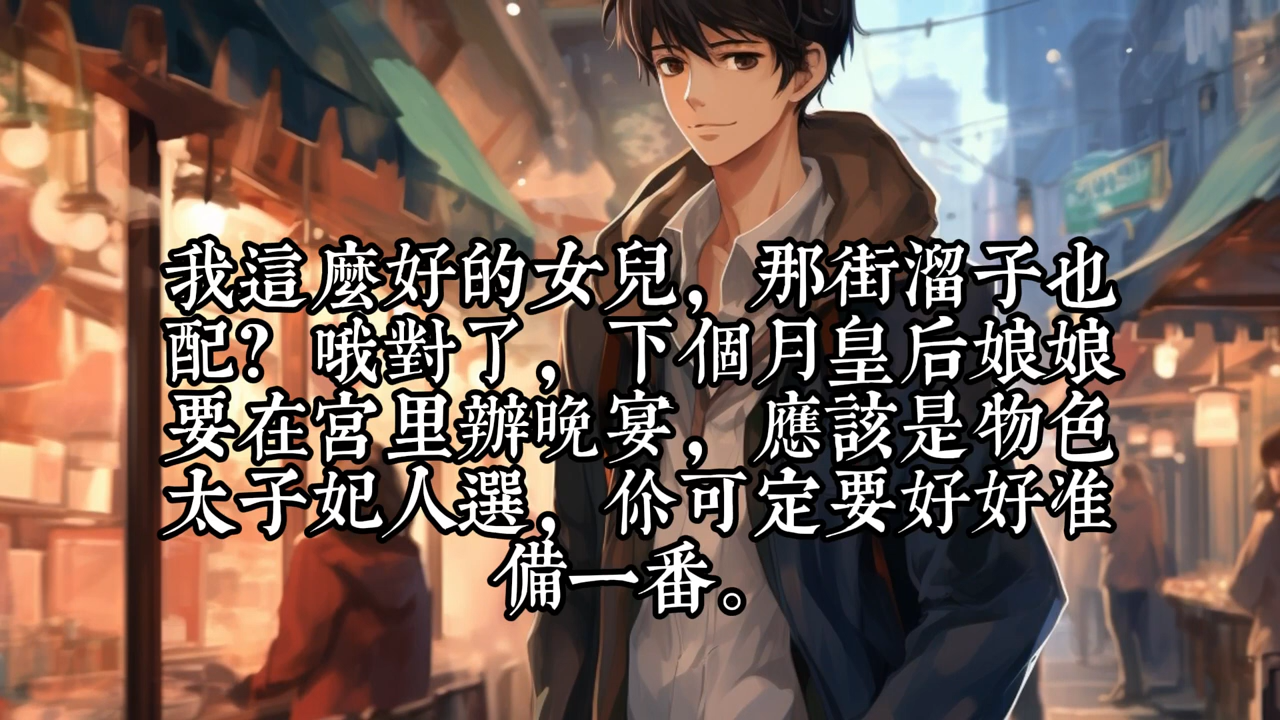 我這麼好的女兒，那街溜子也
配？哦對了，下個月皇后娘娘
要在宮里辦晚宴，應該是物色
太子妃人選，伱可定要好好准
備一番。